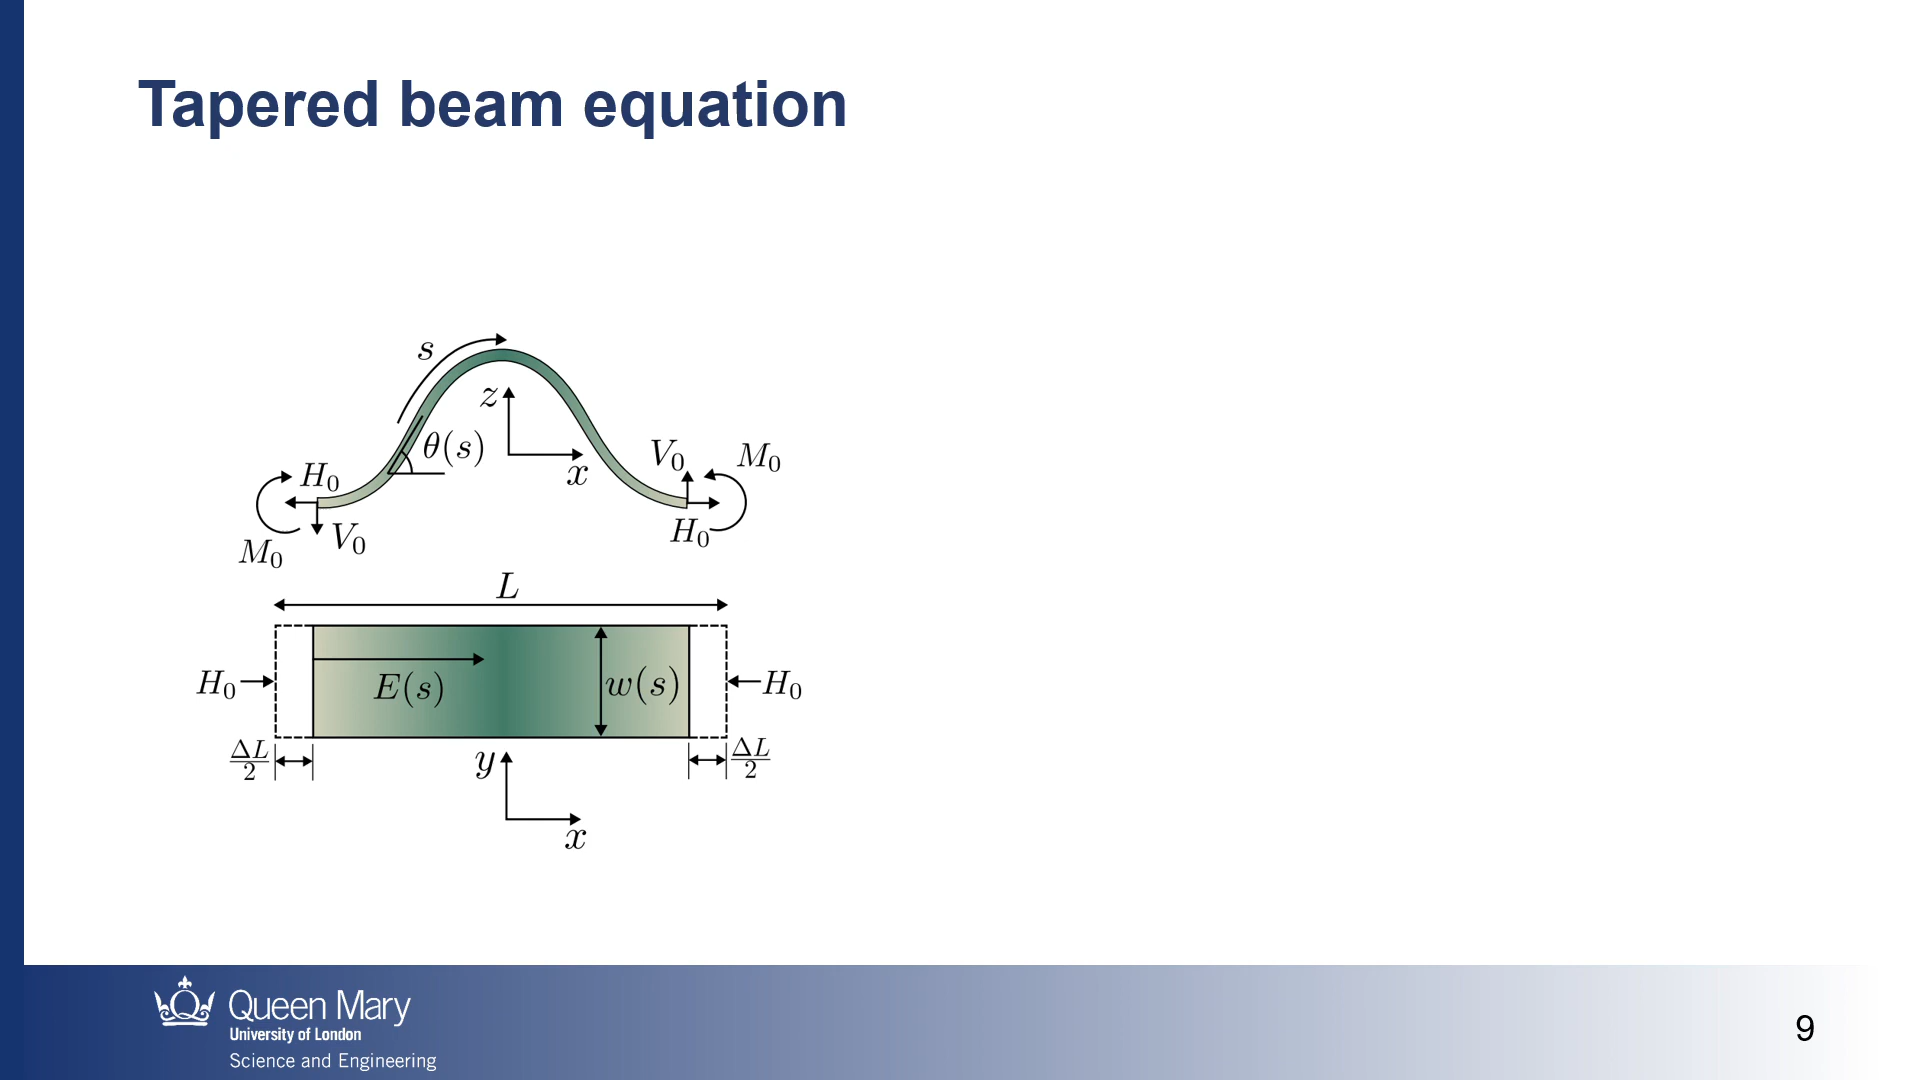 Tapered beam equation
s
z
θ(s)
x
V₀
M₀
H₀
V₀
M₀
H₀
L
H₀
E(s)
w(s)
H₀
ΔL/2
ΔL/2
y
x
Queen Mary
University of London
Science and Engineering
9